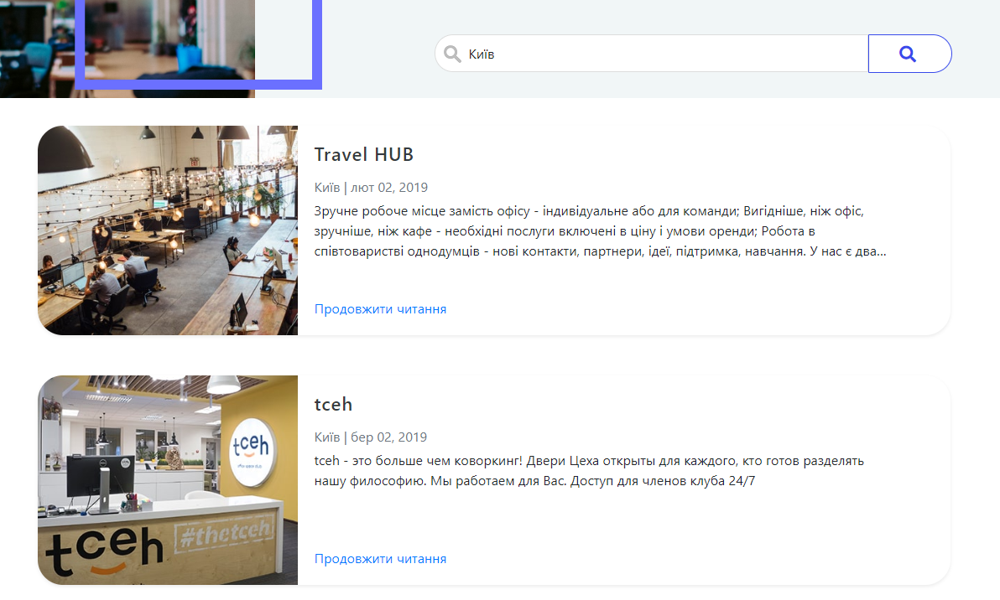 Київ
Travel HUB
Київ | лют 02, 2019
Зручне робоче місце замість офісу - індивідуальне або для команди; Вигідніше, ніж офіс,
зручніше, ніж кафе - необхідні послуги включені в ціну і умови оренди; Робота в
співтоваристві однодумців - нові контакти, партнери, ідеї, підтримка, навчання. У нас є два...
Продовжити читання
tceh
Київ | бер 02, 2019
tceh - это больше чем коворкинг! Двери Цеха открыты для каждого, кто готов разделять
нашу философию. Мы работаем для Вас. Доступ для членов клуба 24/7
Продовжити читання
tceh
tceh
#thetceh